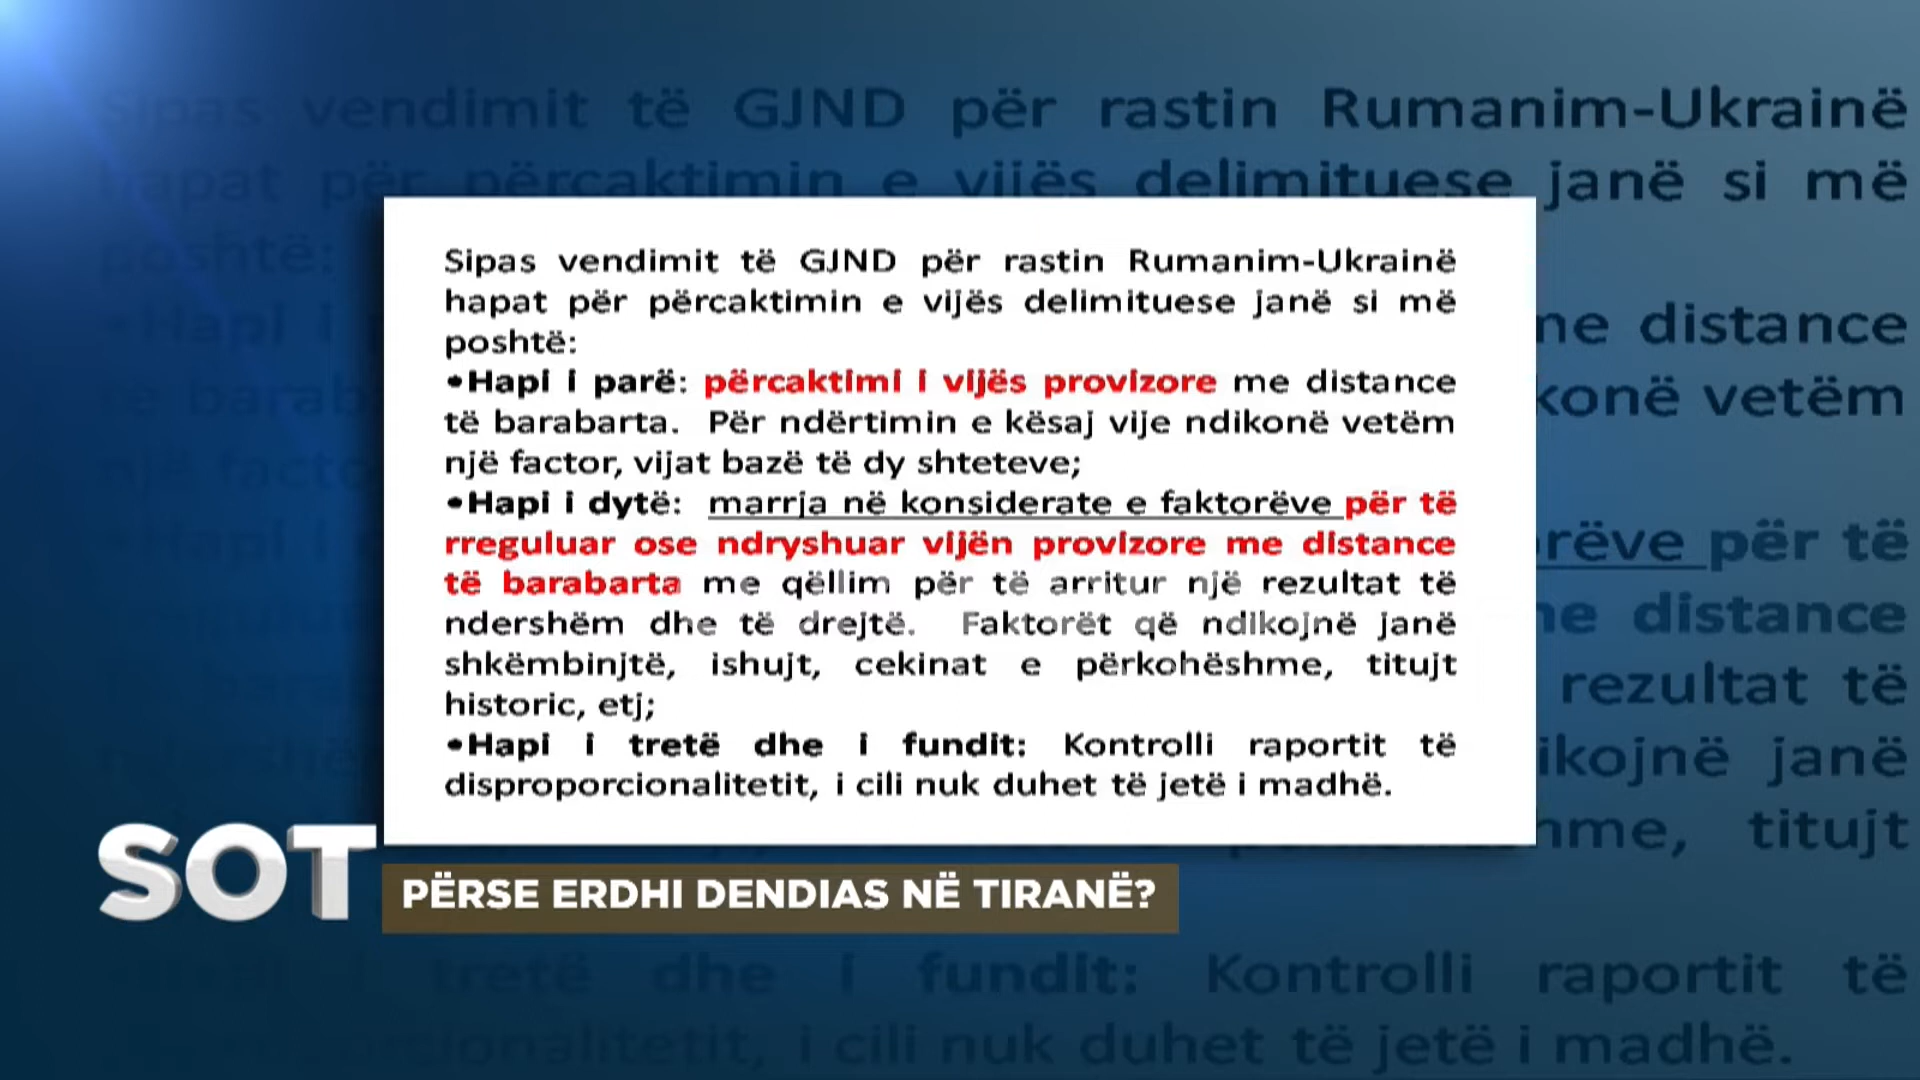 Sipas vendimit të GJND për rastin Rumanim-Ukrainë
hapat për përcaktimin e vijës delimituese janë si më
poshtë:
•Hapi i parë: përcaktimi i vijës provizore me distance
të barabarta. Për ndërtimin e kësaj vije ndikonë vetëm
një factor, vijat bazë të dy shteteve;
•Hapi i dytë: marrja në konsiderate e faktorëve për të
rreguluar ose ndryshuar vijën provizore me distance
të barabarta me qëllim për të arritur një rezultat të
ndershëm dhe të drejtë. Faktorët që ndikojnë janë
shkëmbinjtë, ishujt, cekinat e përkohëshme, titujt
historic, etj;
•Hapi i tretë dhe i fundit: Kontrolli raportit të
disproporcionalitetit, i cili nuk duhet të jetë i madhë.
SOT
PËRSE ERDHI DENDIAS NË TIRANË?